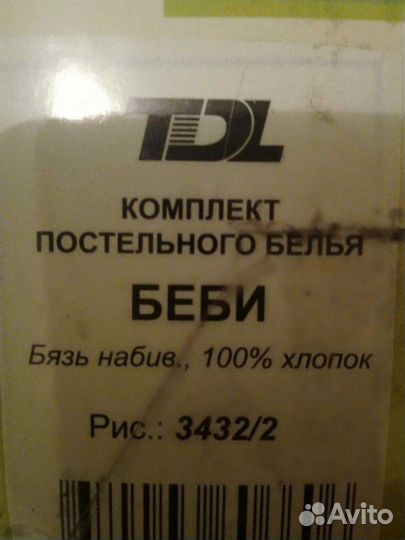 TDL
КОМПЛЕКТ
ПОСТЕЛЬНОГО БЕЛЬЯ
БЕБИ
Бязь набив., 100% хлопок
Рис.: 3432/2
Avito